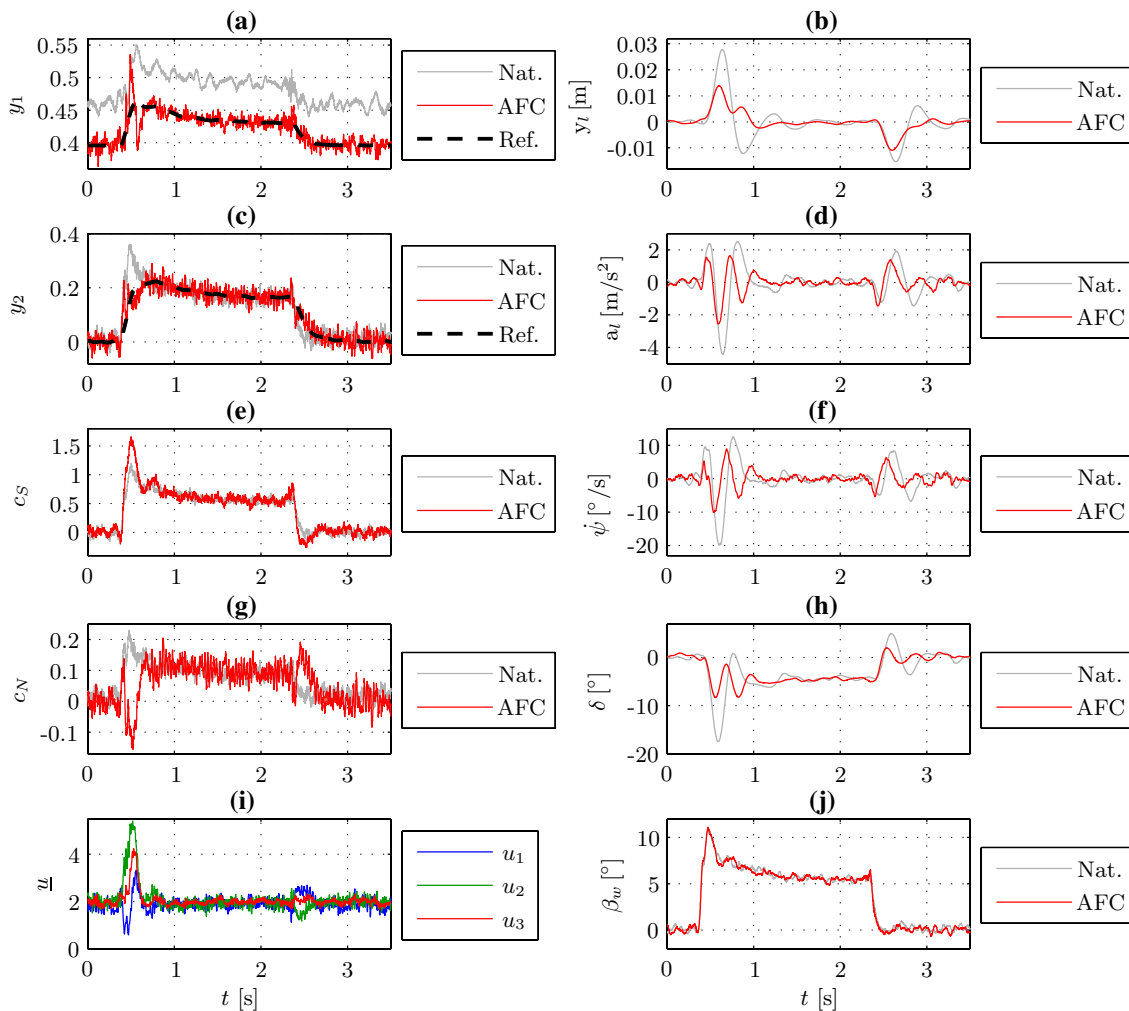 (a)
0.55
0.5
0.45
0.4
y₁
0 1 2 3
Nat.
AFC
Ref.
(b)
0.03
0.02
0.01
0
-0.01
y_l [m]
0 1 2 3
Nat.
AFC
(c)
0.4
0.2
0
y₂
0 1 2 3
Nat.
AFC
Ref.
(d)
2
0
-2
-4
a_l [m/s²]
0 1 2 3
Nat.
AFC
(e)
1.5
1
0.5
0
c_S
0 1 2 3
Nat.
AFC
(f)
10
0
-10
-20
ψ̇ [°/s]
0 1 2 3
Nat.
AFC
(g)
0.2
0.1
0
-0.1
c_N
0 1 2 3
Nat.
AFC
(h)
0
-10
-20
δ [°]
0 1 2 3
Nat.
AFC
(i)
4
2
0
u
0 1 2 3
t [s]
u₁
u₂
u₃
(j)
10
5
0
β_w [°]
0 1 2 3
t [s]
Nat.
AFC